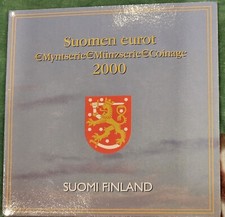 Suomen eurot
€Myntserie€Münzserie€Coinage
2000
SUOMI FINLAND